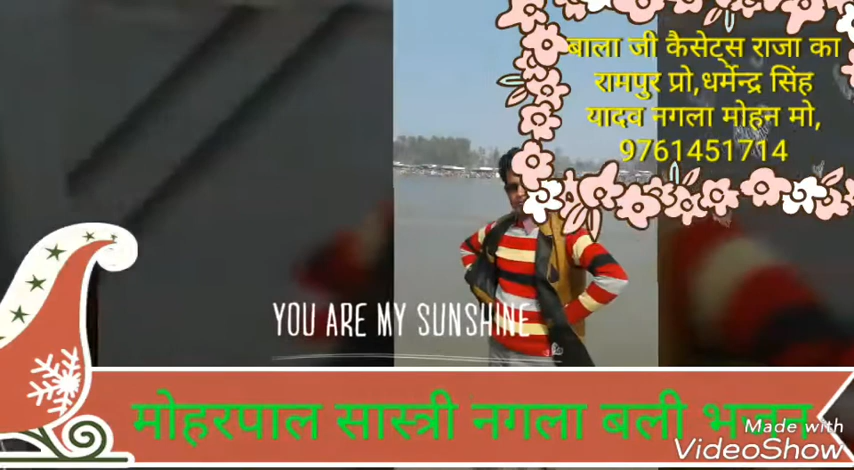 बाला जी कैसेट्स राजा का
रामपुर प्रो,धर्मेन्द्र सिंह
यादव नगला मोहन मो,
9761451714
YOU ARE MY SUNSHINE
मोहरपाल सास्त्री नगला बली भजन
Made with
VideoShow